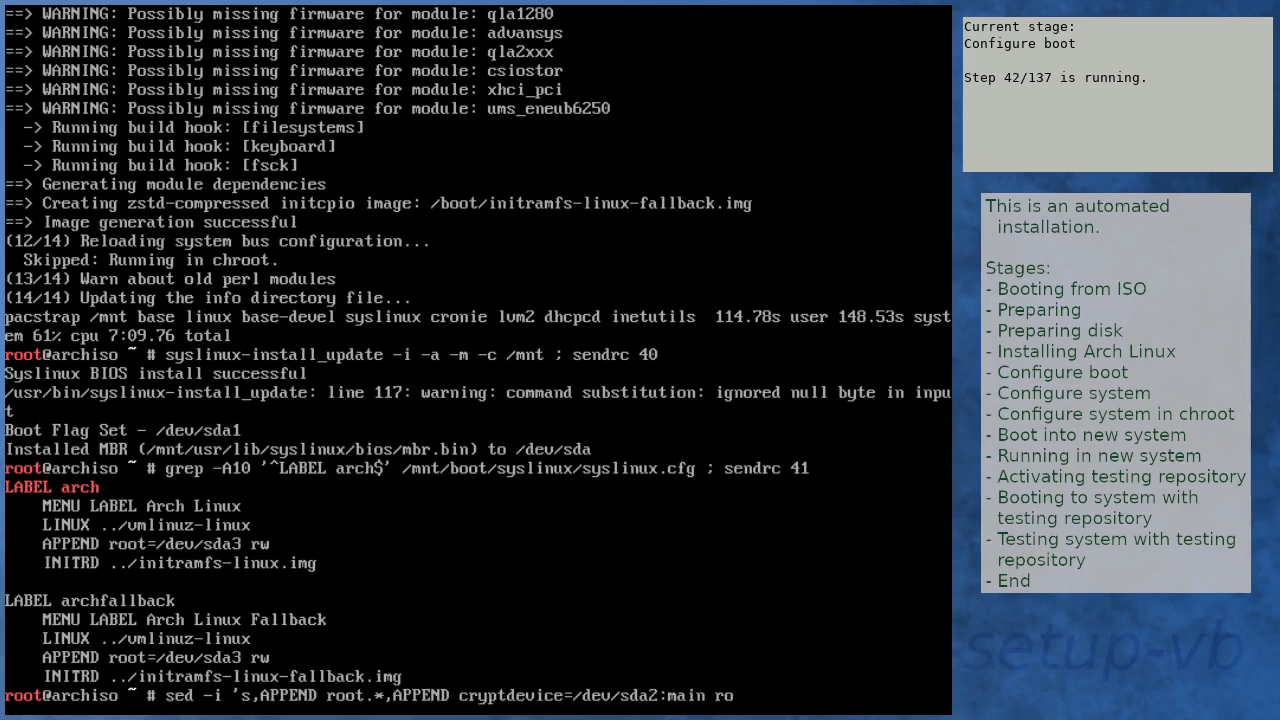 ==> WARNING: Possibly missing firmware for module: qla1280
==> WARNING: Possibly missing firmware for module: advansys
==> WARNING: Possibly missing firmware for module: qla2xxx
==> WARNING: Possibly missing firmware for module: csiostor
==> WARNING: Possibly missing firmware for module: xhci_pci
==> WARNING: Possibly missing firmware for module: ums_eneub6250
  -> Running build hook: [filesystems]
  -> Running build hook: [keyboard]
  -> Running build hook: [fsck]
==> Generating module dependencies
==> Creating zstd-compressed initcpio image: /boot/initramfs-linux-fallback.img
==> Image generation successful
(12/14) Reloading system bus configuration...
  Skipped: Running in chroot.
(13/14) Warn about old perl modules
(14/14) Updating the info directory file...
pacstrap /mnt base linux base-devel syslinux cronie lvm2 dhcpcd inetutils  114.78s user 148.53s syst
em 61% cpu 7:09.76 total
root@archiso ~ # syslinux-install_update -i -a -m -c /mnt ; sendrc 40
Syslinux BIOS install successful
/usr/bin/syslinux-install_update: line 117: warning: command substitution: ignored null byte in inpu
t
Boot Flag Set - /dev/sda1
Installed MBR (/mnt/usr/lib/syslinux/bios/mbr.bin) to /dev/sda
root@archiso ~ # grep -A10 '^LABEL arch$' /mnt/boot/syslinux/syslinux.cfg ; sendrc 41
LABEL arch
    MENU LABEL Arch Linux
    LINUX ../vmlinuz-linux
    APPEND root=/dev/sda3 rw
    INITRD ../initramfs-linux.img

LABEL archfallback
    MENU LABEL Arch Linux Fallback
    LINUX ../vmlinuz-linux
    APPEND root=/dev/sda3 rw
    INITRD ../initramfs-linux-fallback.img
root@archiso ~ # sed -i 's,APPEND root.*,APPEND cryptdevice=/dev/sda2:main ro
Current stage:
Configure boot
Step 42/137 is running.
This is an automated
installation.
Stages:
- Booting from ISO
- Preparing
- Preparing disk
- Installing Arch Linux
- Configure boot
- Configure system
- Configure system in chroot
- Boot into new system
- Running in new system
- Activating testing repository
- Booting to system with
testing repository
- Testing system with testing
repository
- End
setup-vb